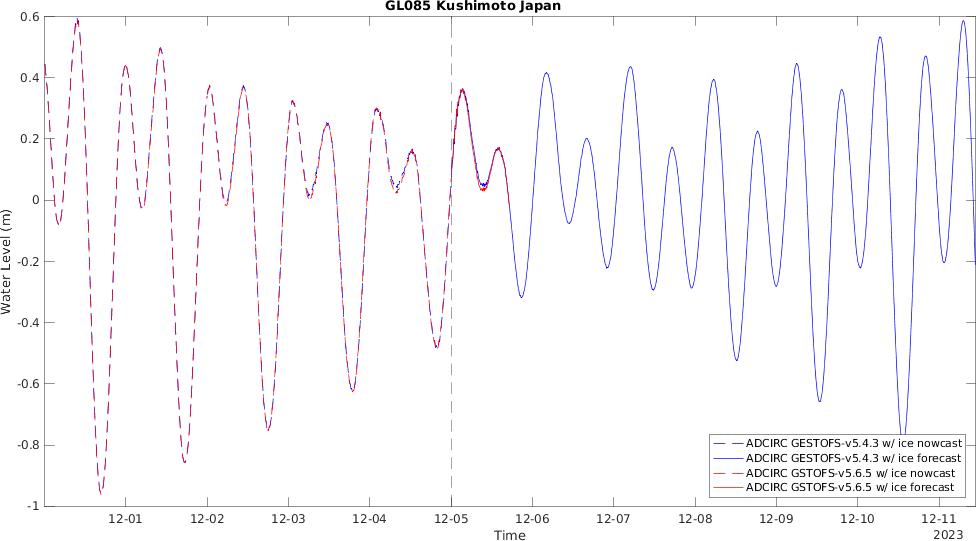 GL085 Kushimoto Japan
0.6
0.4
0.2
0
-0.2
-0.4
-0.6
-0.8
-1
Water Level (m)
ADCIRC GESTOFS-v5.4.3 w/ ice nowcast
ADCIRC GESTOFS-v5.4.3 w/ ice forecast
ADCIRC GSTOFS-v5.6.5 w/ ice nowcast
ADCIRC GSTOFS-v5.6.5 w/ ice forecast
12-01 12-02 12-03 12-04 12-05 12-06 12-07 12-08 12-09 12-10 12-11
Time
2023